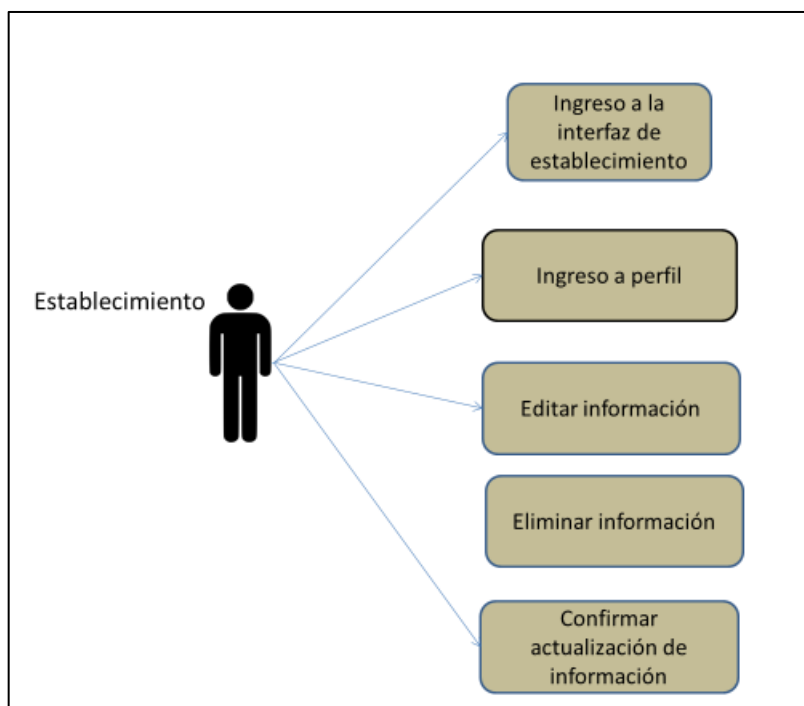 Ingreso a la
interfaz de
establecimiento
Ingreso a perfil
Establecimiento
Editar información
Eliminar información
Confirmar
actualización de
información